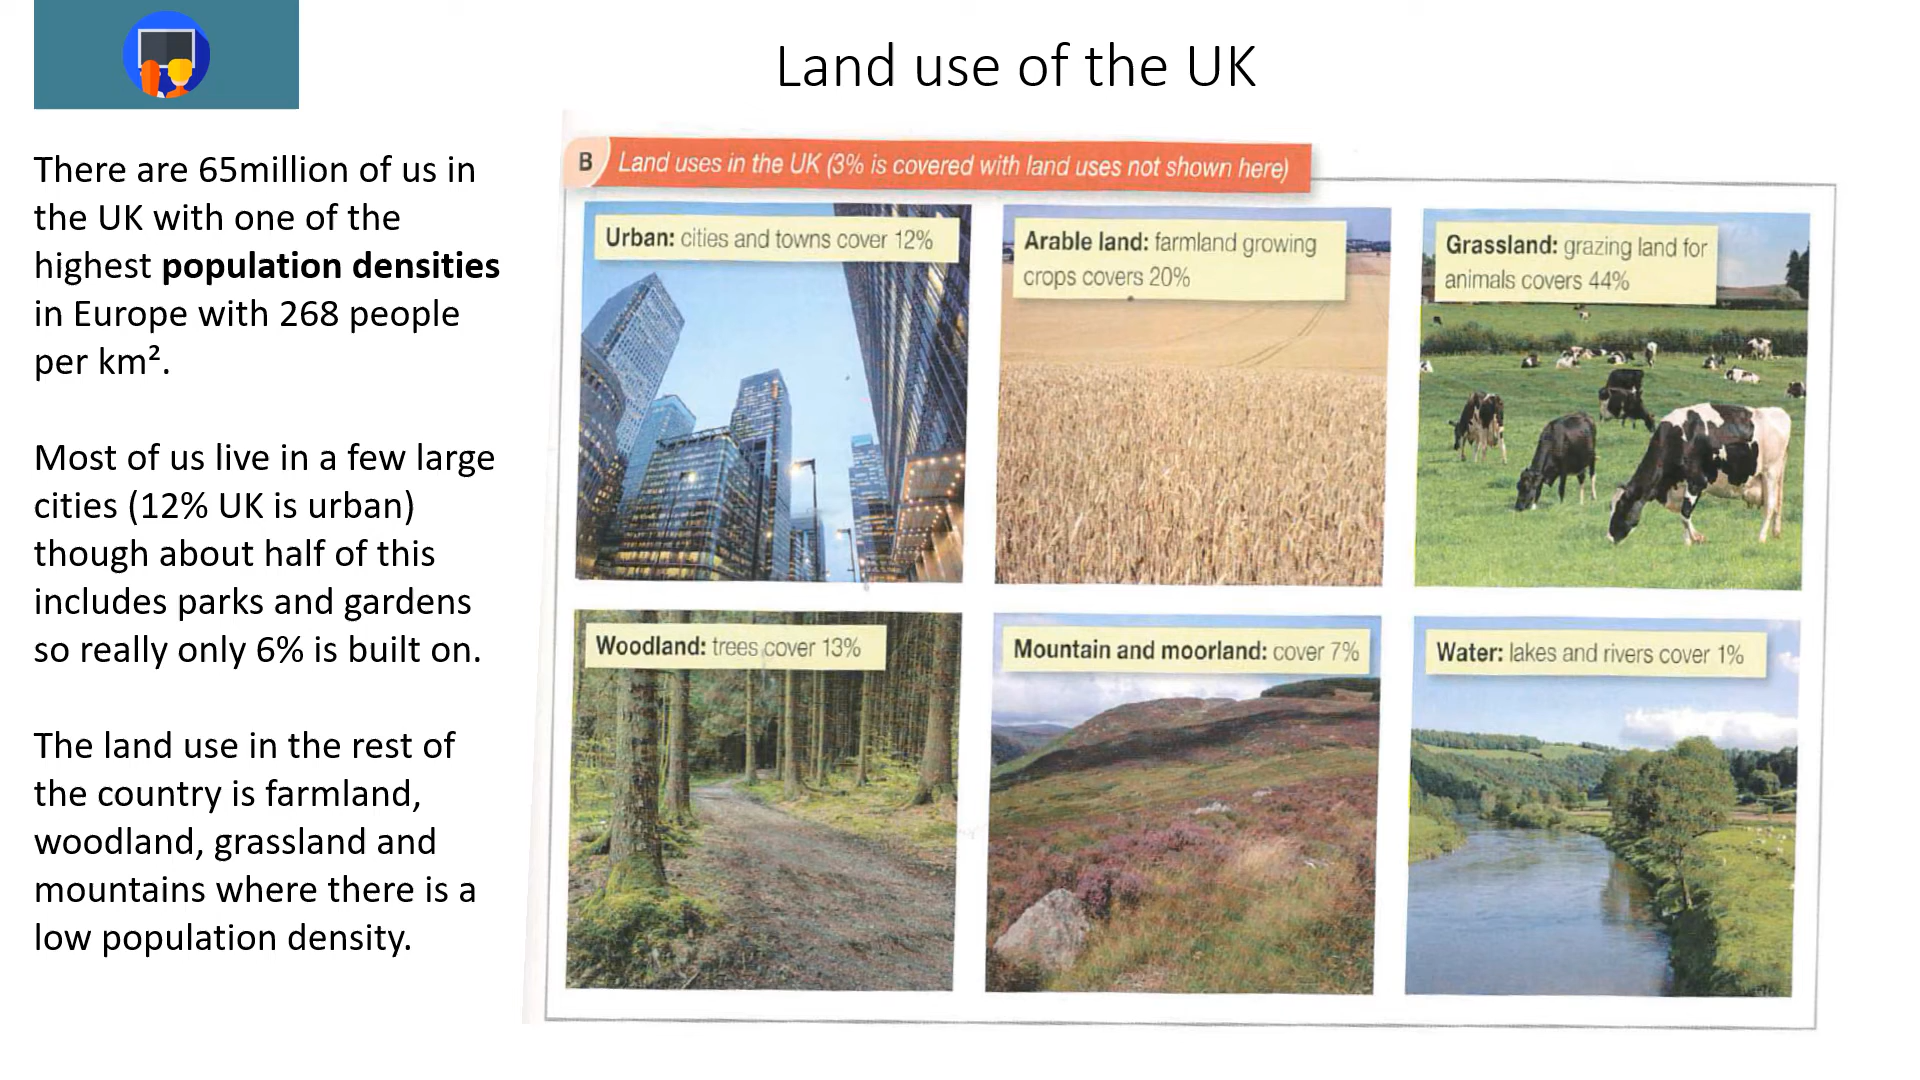 Land use of the UK
There are 65million of us in
the UK with one of the
highest population densities
in Europe with 268 people
per km².
Most of us live in a few large
cities (12% UK is urban)
though about half of this
includes parks and gardens
so really only 6% is built on.
The land use in the rest of
the country is farmland,
woodland, grassland and
mountains where there is a
low population density.
B Land uses in the UK (3% is covered with land uses not shown here)
Urban: cities and towns cover 12%
Arable land: farmland growing
crops covers 20%
Grassland: grazing land for
animals covers 44%
Woodland: trees cover 13%
Mountain and moorland: cover 7%
Water: lakes and rivers cover 1%